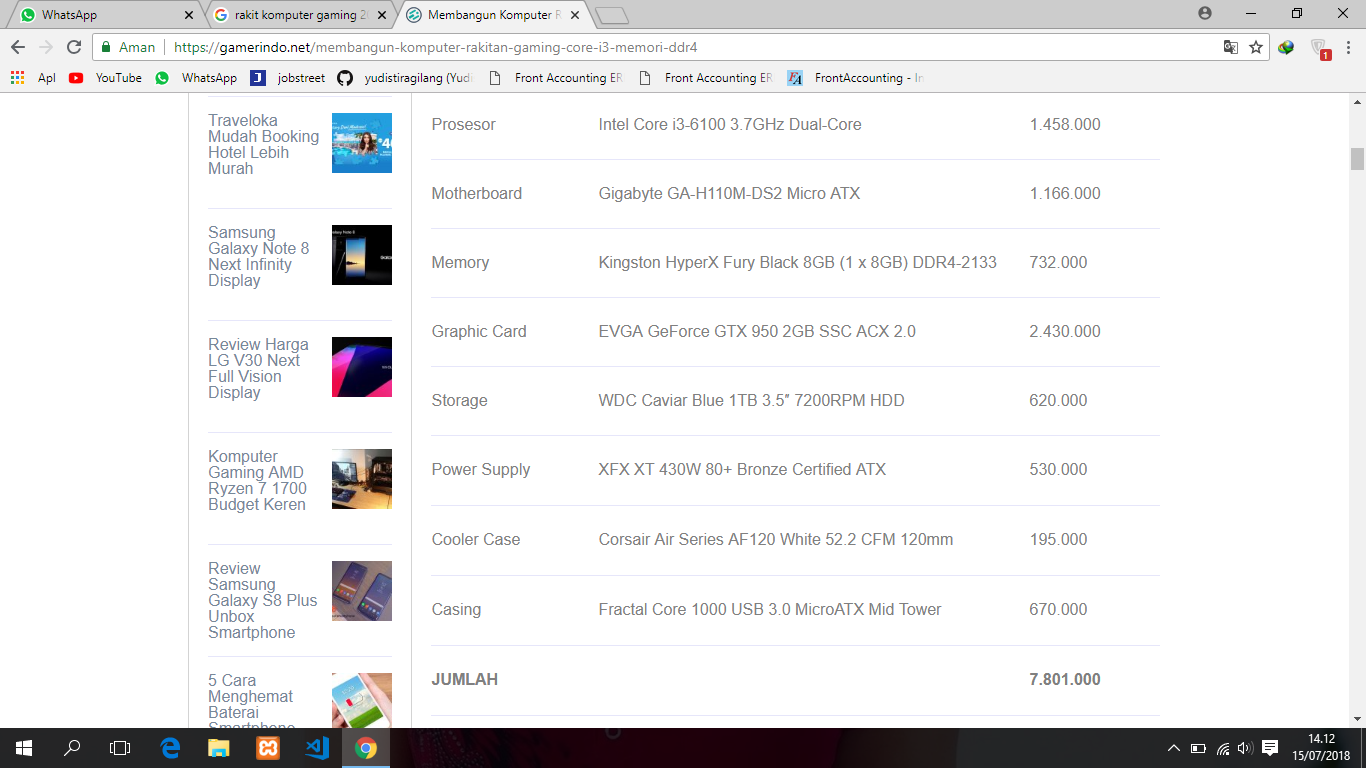 WhatsApp
rakit komputer gaming 20
Membangun Komputer R
Aman
https://gamerindo.net/membangun-komputer-rakitan-gaming-core-i3-memori-ddr4
1
Apl YouTube WhatsApp jobstreet yudistiragilang (Yudi Front Accounting ER Front Accounting ER FrontAccounting - In
Traveloka
Mudah Booking
Hotel Lebih
Murah
Samsung
Galaxy Note 8
Next Infinity
Display
Review Harga
LG V30 Next
Full Vision
Display
Komputer
Gaming AMD
Ryzen 7 1700
Budget Keren
Review
Samsung
Galaxy S8 Plus
Unbox
Smartphone
5 Cara
Menghemat
Baterai
Smartphone
Prosesor Intel Core i3-6100 3.7GHz Dual-Core 1.458.000
Motherboard Gigabyte GA-H110M-DS2 Micro ATX 1.166.000
Memory Kingston HyperX Fury Black 8GB (1 x 8GB) DDR4-2133 732.000
Graphic Card EVGA GeForce GTX 950 2GB SSC ACX 2.0 2.430.000
Storage WDC Caviar Blue 1TB 3.5″ 7200RPM HDD 620.000
Power Supply XFX XT 430W 80+ Bronze Certified ATX 530.000
Cooler Case Corsair Air Series AF120 White 52.2 CFM 120mm 195.000
Casing Fractal Core 1000 USB 3.0 MicroATX Mid Tower 670.000
JUMLAH 7.801.000
14.12
15/07/2018